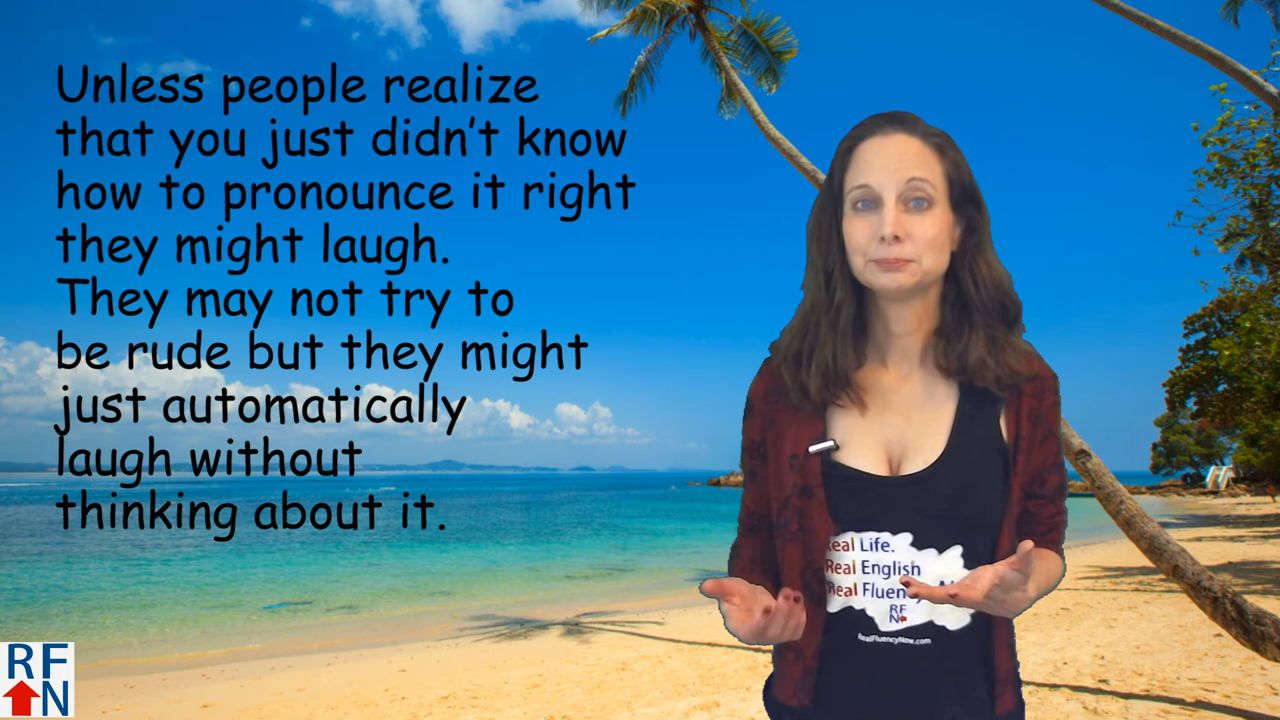 Unless people realize
that you just didn't know
how to pronounce it right
they might laugh.
They may not try to
be rude but they might
just automatically
laugh without
thinking about it.
Real Life.
Real English
Real Fluency
RF
N
RealFluencyNow.com
RF
N